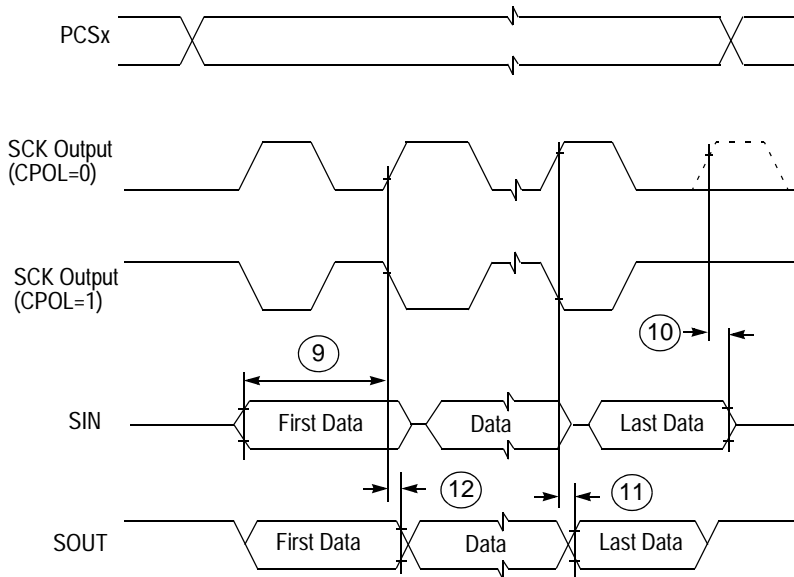 PCSx
SCK Output
(CPOL=0)
SCK Output
(CPOL=1)
9
10
SIN
First Data
Data
Last Data
12
11
SOUT
First Data
Data
Last Data